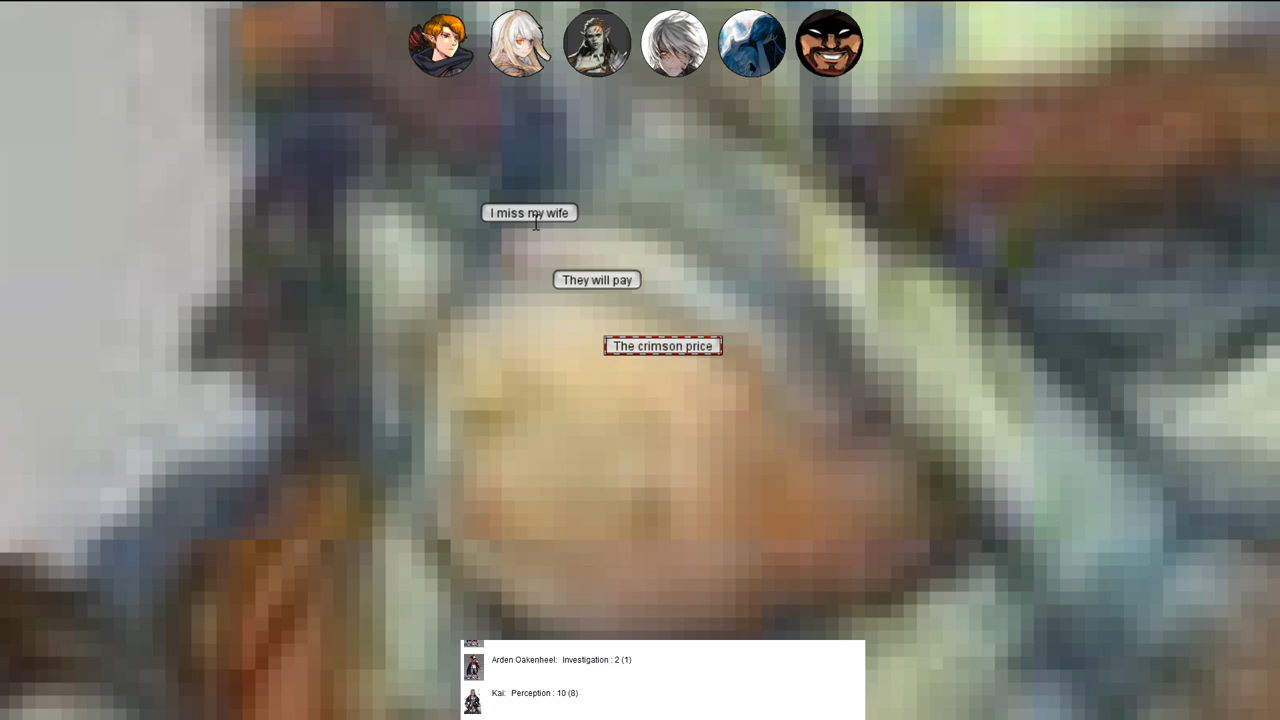 I miss my wife
They will pay
The crimson price
Arden Oakenheel: Investigation : 2 (1)
Kai: Perception : 10 (8)